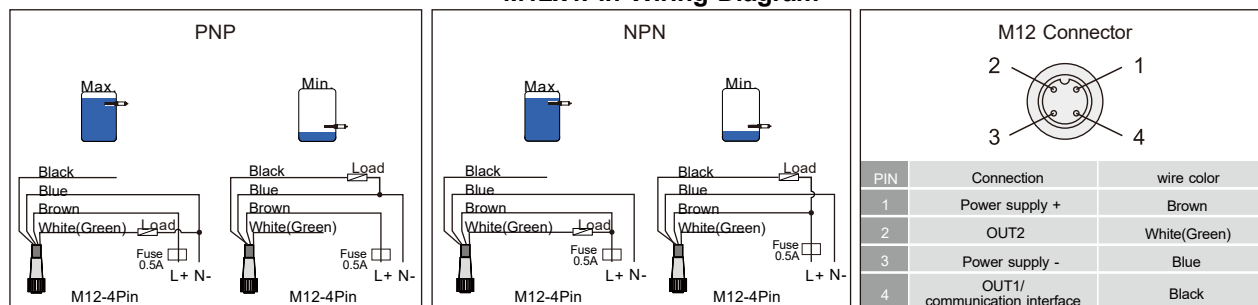 M12x1.In Wiring Diagram
PNP
Max.
Min.
Black
Blue
Brown
White(Green)
Load
Fuse
0.5A
L+ N-
M12-4Pin
Black
Load
Blue
Brown
White(Green)
Fuse
0.5A
L+ N-
M12-4Pin
NPN
Max.
Min.
Black
Blue
Brown
White(Green)
Load
Fuse
0.5A
L+ N-
M12-4Pin
Black
Load
Blue
Brown
White(Green)
Fuse
0.5A
L+ N-
M12-4Pin
M12 Connector
2 1
3 4
PIN Connection wire color
1 Power supply + Brown
2 OUT2 White(Green)
3 Power supply - Blue
4 OUT1/
communication interface Black